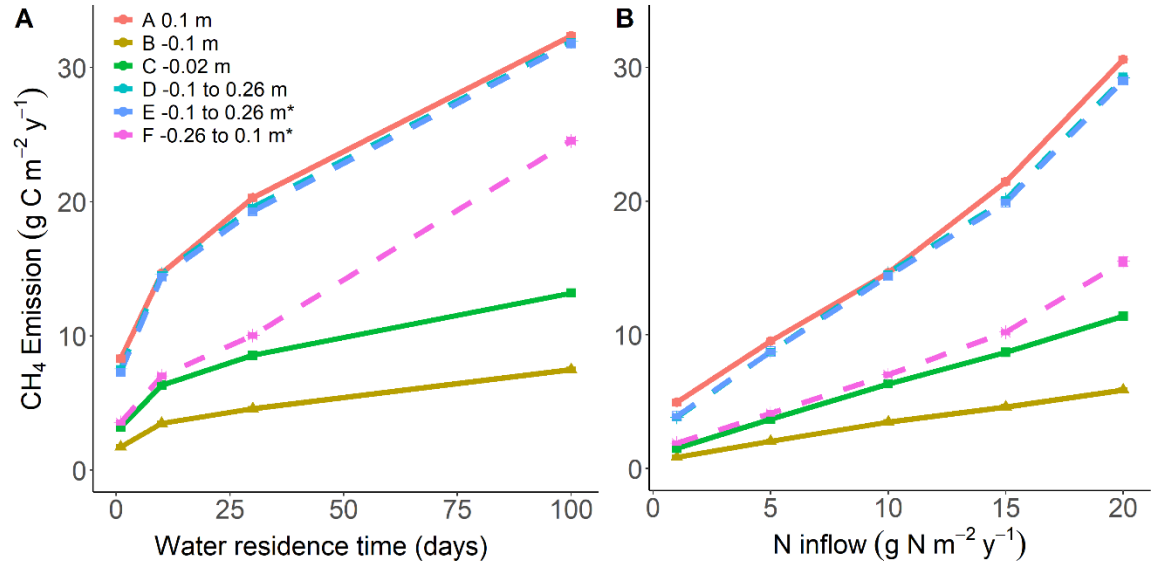 A
A 0.1 m
B -0.1 m
C -0.02 m
D -0.1 to 0.26 m
E -0.1 to 0.26 m*
F -0.26 to 0.1 m*
CH₄ Emission (g C m⁻² y⁻¹)
30
20
10
0
0 25 50 75 100
Water residence time (days)
B
30
20
10
0
0 5 10 15 20
N inflow (g N m⁻² y⁻¹)